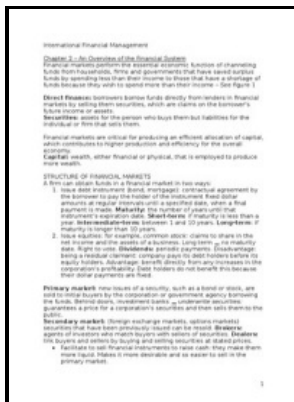 International Financial Management
Chapter 2 – An Overview of the Financial System
Financial markets perform the essential economic function of channeling
funds from households, firms and governments that have saved surplus
funds by spending less than their income to those that have a shortage of
funds because they wish to spend more than their income – See figure 1
Direct finance: borrowers borrow funds directly from lenders in financial
markets by selling them securities, which are claims on the borrower's
future income or assets.
Securities: assets for the person who buys them but liabilities for the
individual or firm that sells them.
Financial markets are critical for producing an efficient allocation of capital,
which contributes to higher production and efficiency for the overall
economy.
Capital: wealth, either financial or physical, that is employed to produce
more wealth.
STRUCTURE OF FINANCIAL MARKETS
A firm can obtain funds in a financial market in two ways:
1. Issue debt instrument (bond, mortgage): contractual agreement by
the borrower to pay the holder of the instrument fixed dollar
amounts at regular intervals until a specified date, when a final
payment is made. Maturity: the number of years until that
instrument's expiration date. Short-term: if maturity is less than a
year. Intermediate-term: between 1 and 10 years. Long-term: if
maturity is longer than 10 years.
2. Issue equities: for example, common stock: claims to share in the
net income and the assets of a business. Long term no maturity
date. Right to vote. Dividends: periodic payments. Disadvantage:
being a residual claimant: company pays its debt holders before its
equity holders. Advantage: benefit directly from any increases in the
corporation's profitability. Debt holders do not benefit this because
their dollar payments are fixed.
Primary market: new issues of a security, such as a bond or stock, are
sold to initial buyers by the corporation or government agency borrowing
the funds. Behind doors, investment banks underwrite securities:
guarantees a price for a corporation's securities and then sells them to the
public.
Secondary market: (foreign exchange markets, options markets)
securities that have been previously issued can be resold. Brokers:
agents of investors who match buyers with sellers of securities. Dealers:
link buyers and sellers by buying and selling securities at stated prices.
• Facilitate to sell financial instruments to raise cash: they make them
more liquid. Makes it more desirable and so easier to sell in the
primary market.
1